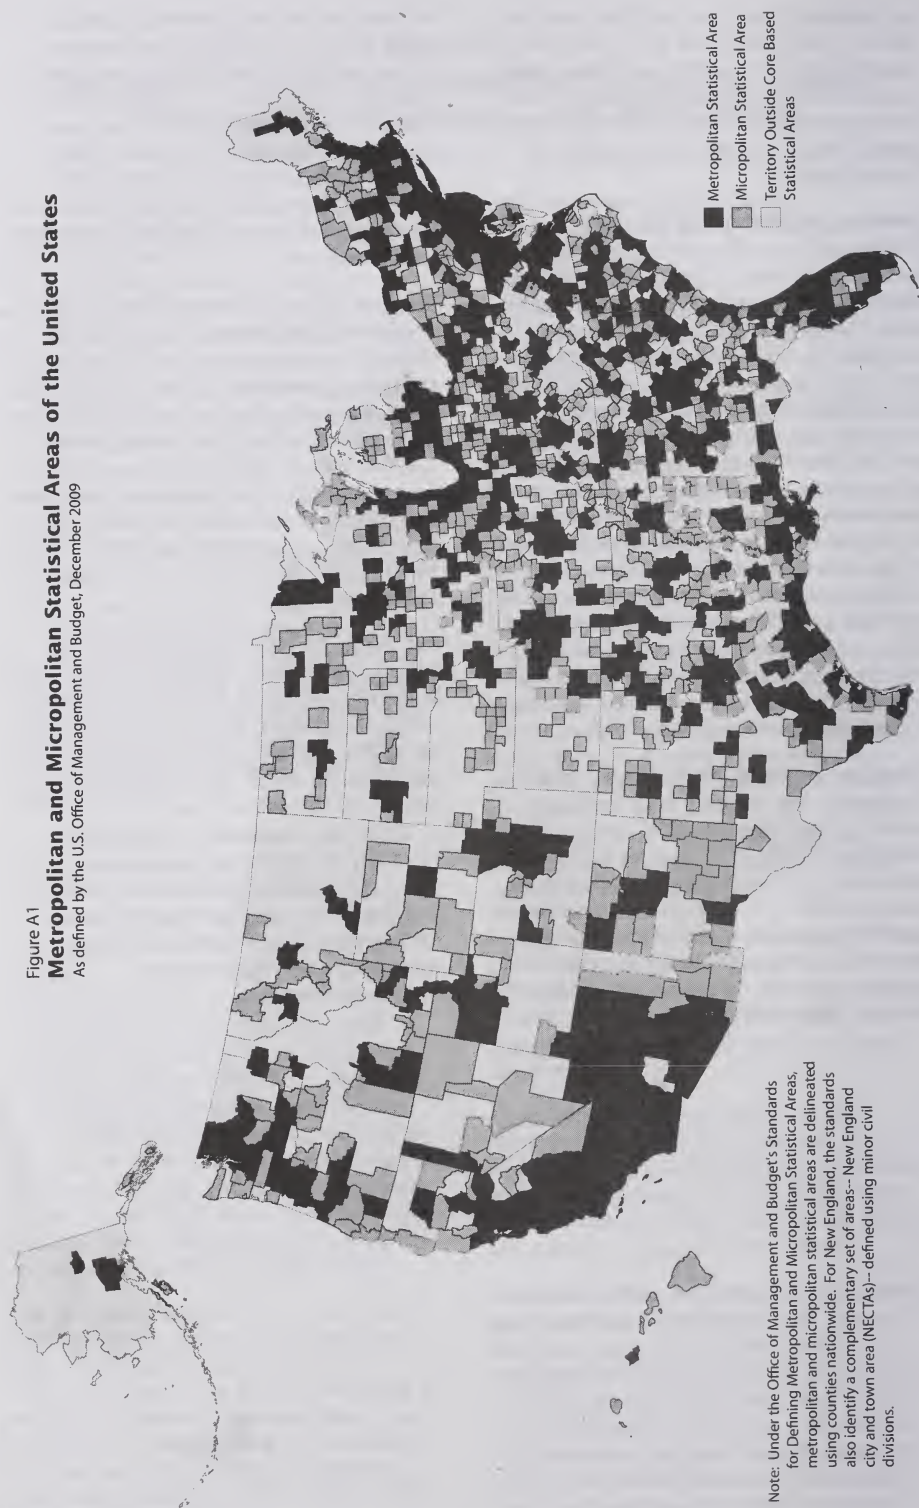 Figure A1
Metropolitan and Micropolitan Statistical Areas of the United States
As defined by the U.S. Office of Management and Budget, December 2009
Metropolitan Statistical Area
Micropolitan Statistical Area
Territory Outside Core Based
Statistical Areas
Note: Under the Office of Management and Budget's Standards
for Defining Metropolitan and Micropolitan Statistical Areas,
metropolitan and micropolitan statistical areas are delineated
using counties nationwide. For New England, the standards
also identify a complementary set of areas-- New England
city and town area (NECTAs)-- defined using minor civil
divisions.